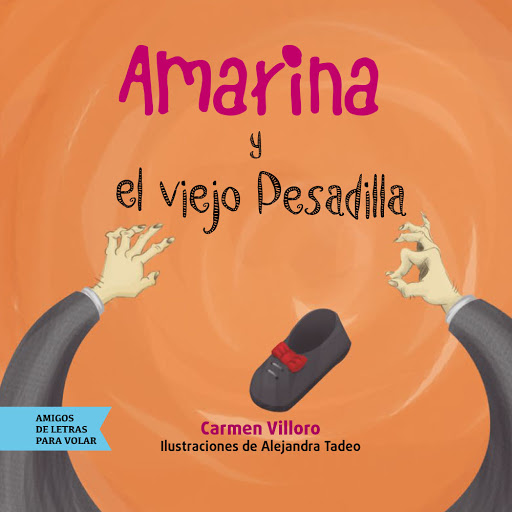 Amarina
y
el viejo Pesadilla
AMIGOS
DE LETRAS
PARA VOLAR
Carmen Villoro
Ilustraciones de Alejandra Tadeo